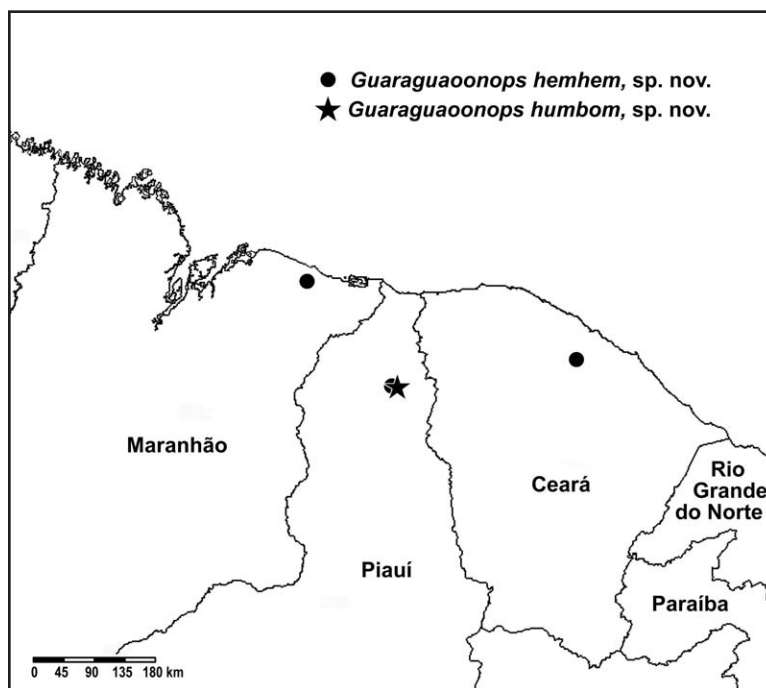 Guaraguaoonops hemhem, sp. nov.
Guaraguaoonops humbom, sp. nov.
Maranhão
Piauí
Ceará
Rio
Grande
do Norte
Paraíba
0 45 90 135 180 km